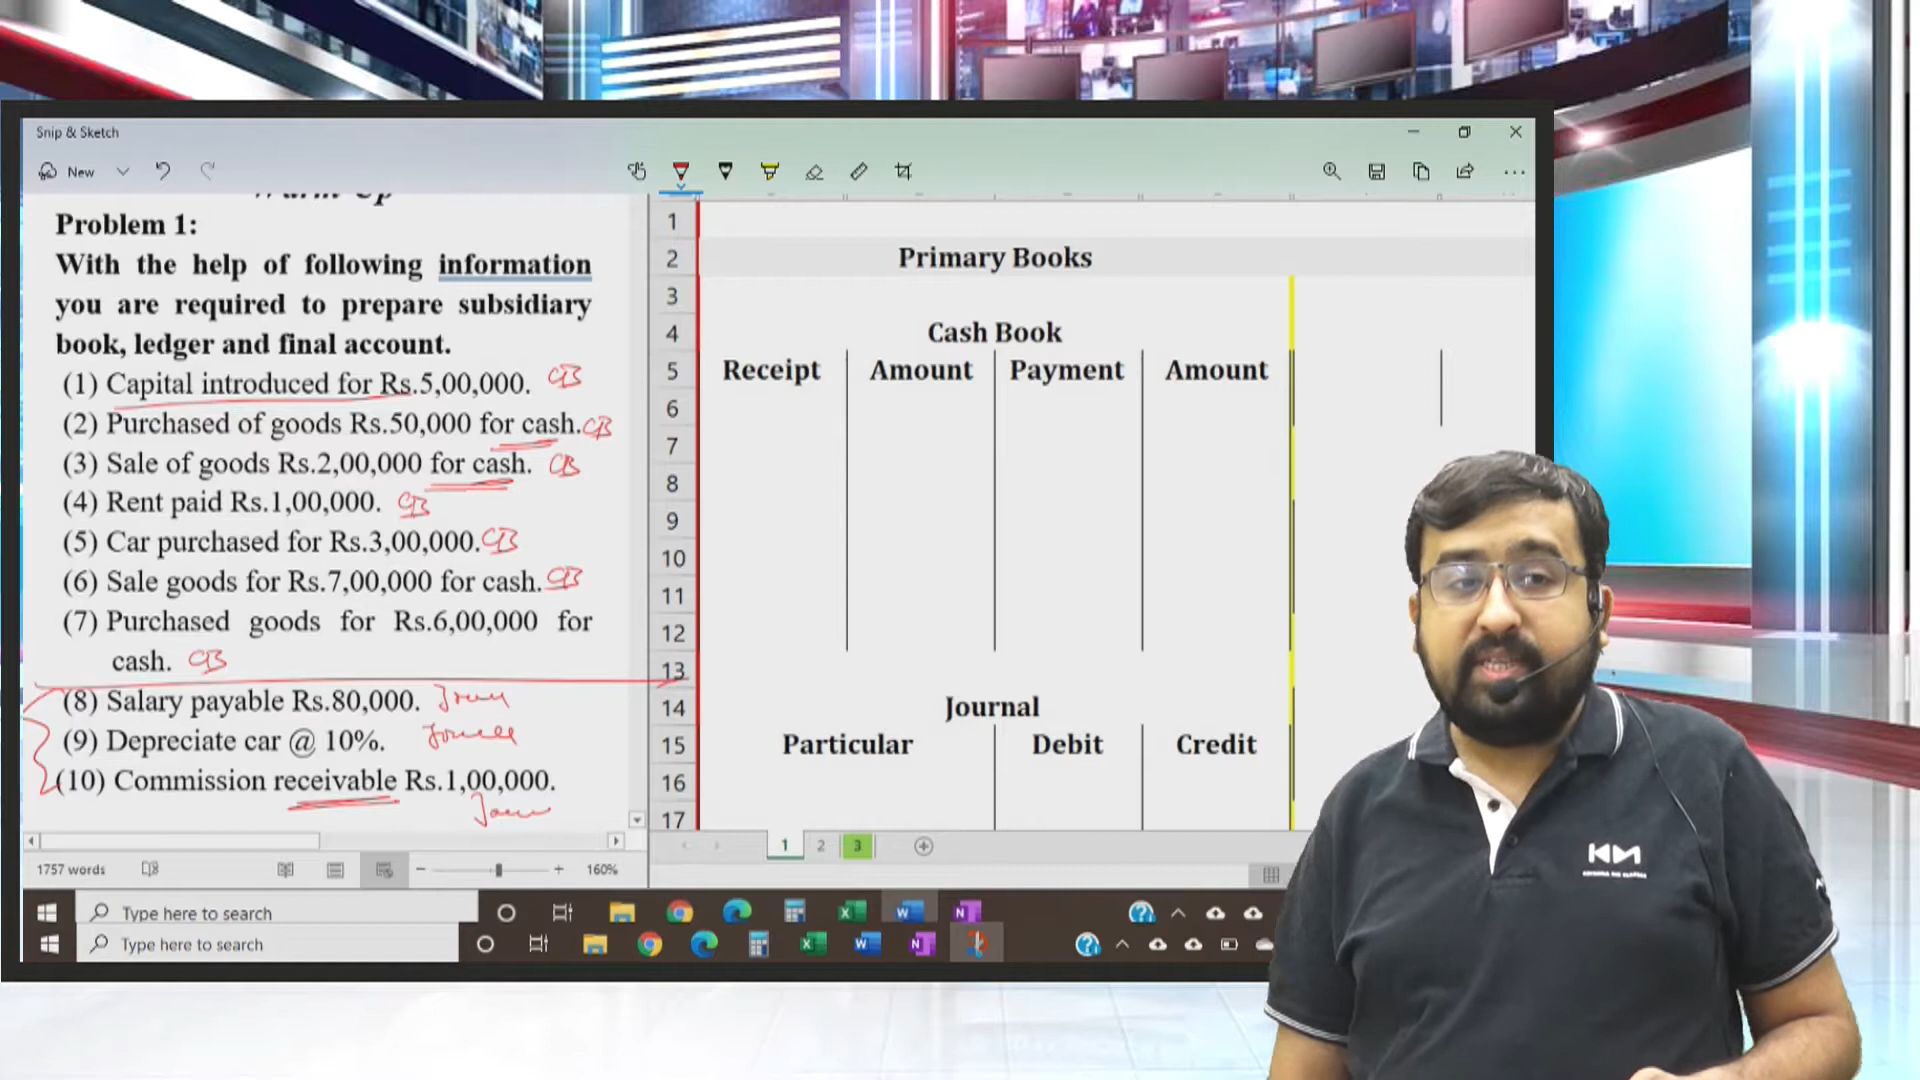 Snip & Sketch
New
Warm-Up
Problem 1:
With the help of following information
you are required to prepare subsidiary
book, ledger and final account.
(1) Capital introduced for Rs.5,00,000. CB
(2) Purchased of goods Rs.50,000 for cash. CB
(3) Sale of goods Rs.2,00,000 for cash. CB
(4) Rent paid Rs.1,00,000. CB
(5) Car purchased for Rs.3,00,000. CB
(6) Sale goods for Rs.7,00,000 for cash. CB
(7) Purchased goods for Rs.6,00,000 for
cash. CB
(8) Salary payable Rs.80,000.
(9) Depreciate car @ 10%.
(10) Commission receivable Rs.1,00,000.
1757 words
160%
1
2 Primary Books
3
4 Cash Book
5 Receipt Amount Payment Amount
6
7
8
9
10
11
12
13
14 Journal
15 Particular Debit Credit
16
17
1 2 3
Type here to search
Type here to search
KM